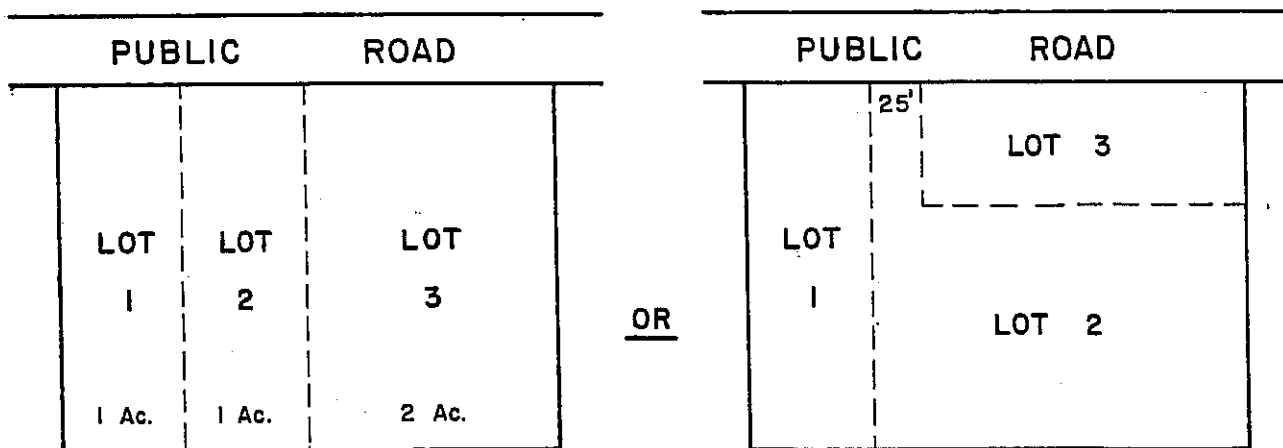 PUBLIC ROAD
LOT 1
1 Ac.
LOT 2
1 Ac.
LOT 3
2 Ac.
OR
PUBLIC ROAD
25'
LOT 3
LOT 1
LOT 2